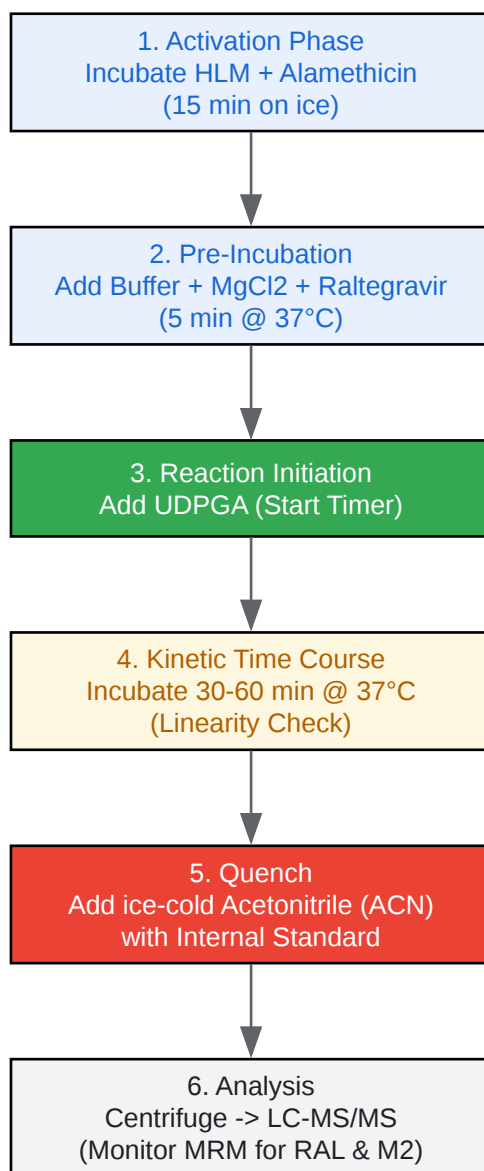 1. Activation Phase
Incubate HLM + Alamethicin
(15 min on ice)
2. Pre-Incubation
Add Buffer + MgCl2 + Raltegravir
(5 min @ 37°C)
3. Reaction Initiation
Add UDPGA (Start Timer)
4. Kinetic Time Course
Incubate 30-60 min @ 37°C
(Linearity Check)
5. Quench
Add ice-cold Acetonitrile (ACN)
with Internal Standard
6. Analysis
Centrifuge -> LC-MS/MS
(Monitor MRM for RAL & M2)